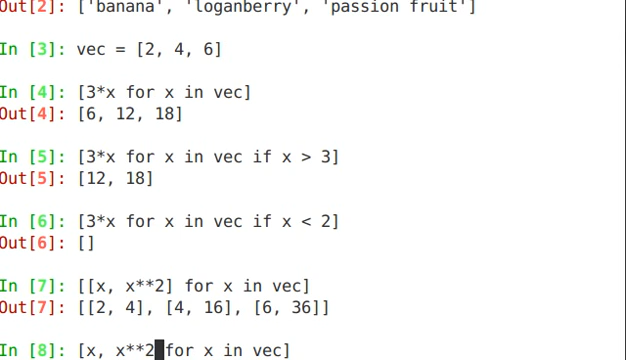 Out[2]: ['banana', 'loganberry', 'passion fruit']
In [3]: vec = [2, 4, 6]
In [4]: [3*x for x in vec]
Out[4]: [6, 12, 18]
In [5]: [3*x for x in vec if x > 3]
Out[5]: [12, 18]
In [6]: [3*x for x in vec if x < 2]
Out[6]: []
In [7]: [[x, x**2] for x in vec]
Out[7]: [[2, 4], [4, 16], [6, 36]]
In [8]: [x, x**2 for x in vec]